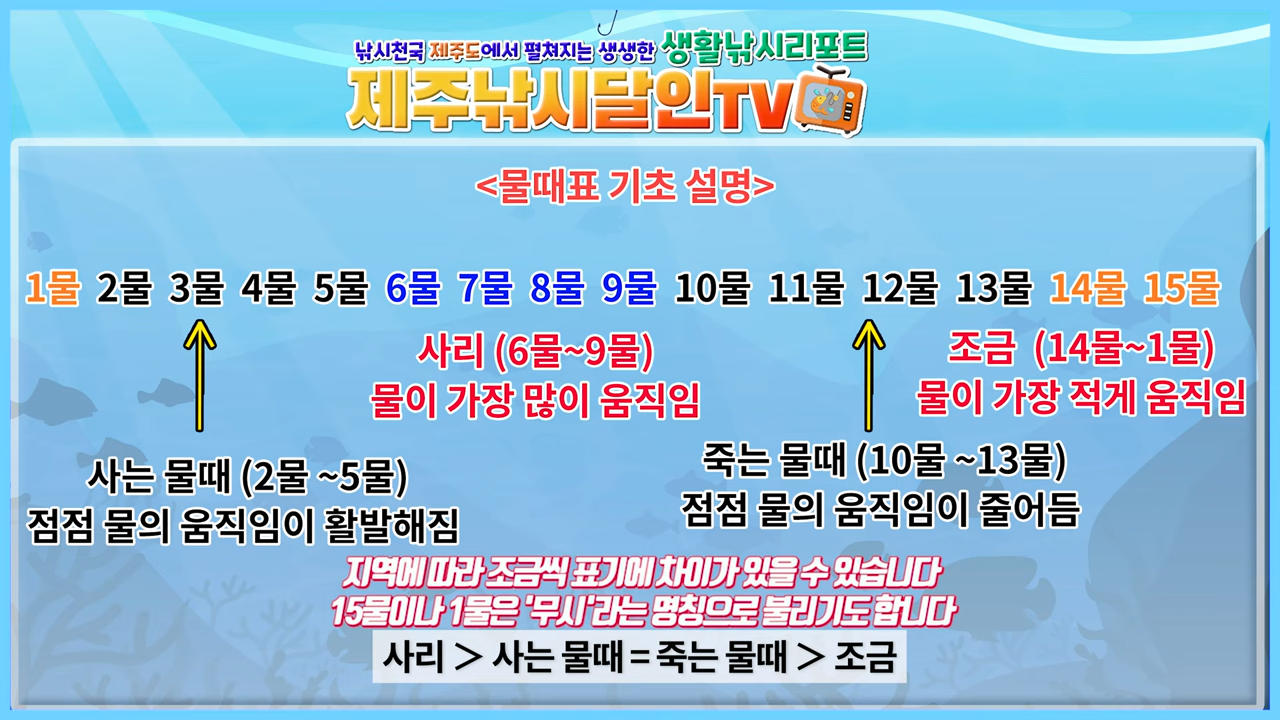 낚시천국 제주도에서 펼쳐지는 생생한 생활낚시리포트
제주낚시달인TV
<물때표 기초 설명>
1물 2물 3물 4물 5물 6물 7물 8물 9물 10물 11물 12물 13물 14물 15물
사리 (6물~9물)
물이 가장 많이 움직임
조금 (14물~1물)
물이 가장 적게 움직임
사는 물때 (2물 ~5물)
점점 물의 움직임이 활발해짐
죽는 물때 (10물 ~13물)
점점 물의 움직임이 줄어듬
지역에 따라 조금씩 표기에 차이가 있을 수 있습니다
15물이나 1물은 '무시'라는 명칭으로 불리기도 합니다
사리 > 사는 물때 = 죽는 물때 > 조금